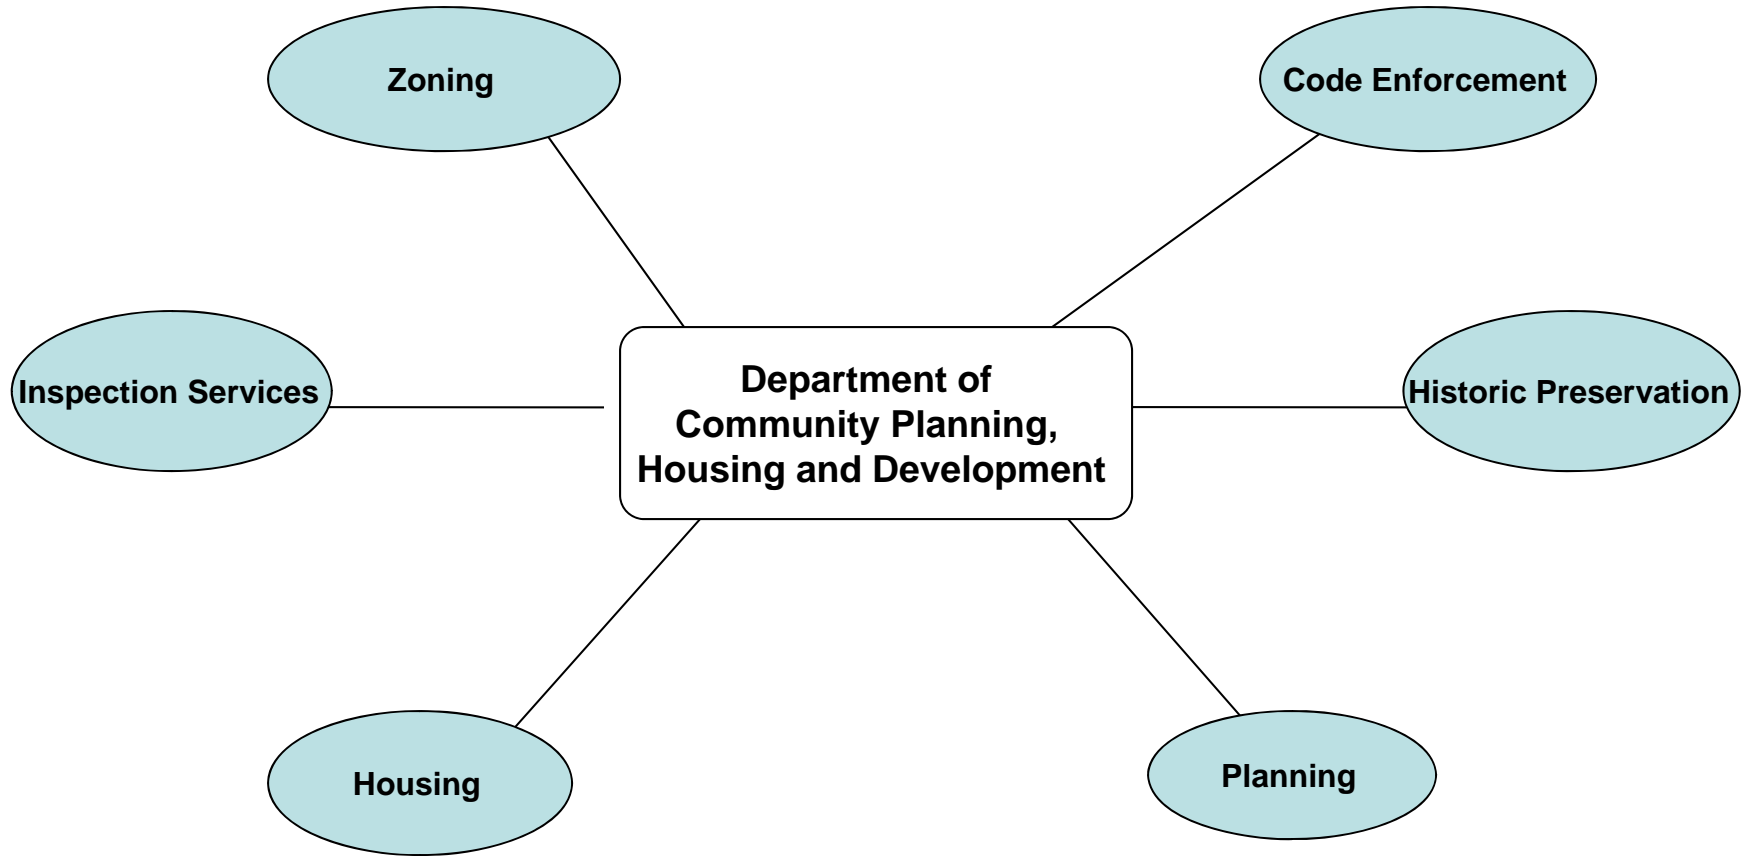 Zoning
Code Enforcement
Inspection Services
Department of
Community Planning,
Housing and Development
Historic Preservation
Housing
Planning